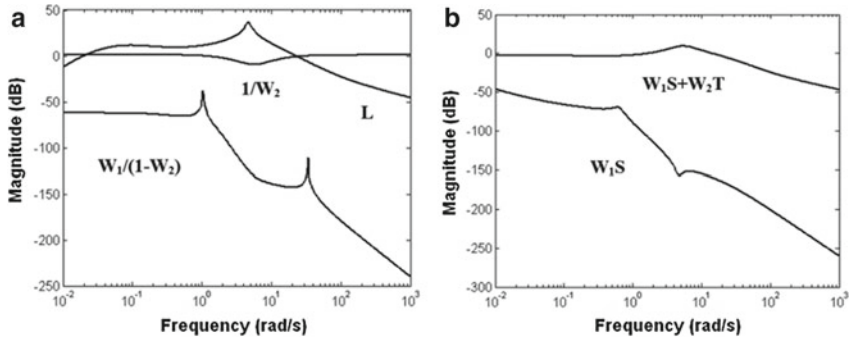 a
50
0
-50
-100
-150
-200
-250
Magnitude (dB)
1/W₂
L
W₁/(1-W₂)
10⁻²
10⁻¹
10⁰
10¹
10²
10³
Frequency (rad/s)
b
50
0
-50
-100
-150
-200
-250
-300
Magnitude (dB)
W₁S+W₂T
W₁S
10⁻²
10⁻¹
10⁰
10¹
10²
10³
Frequency (rad/s)